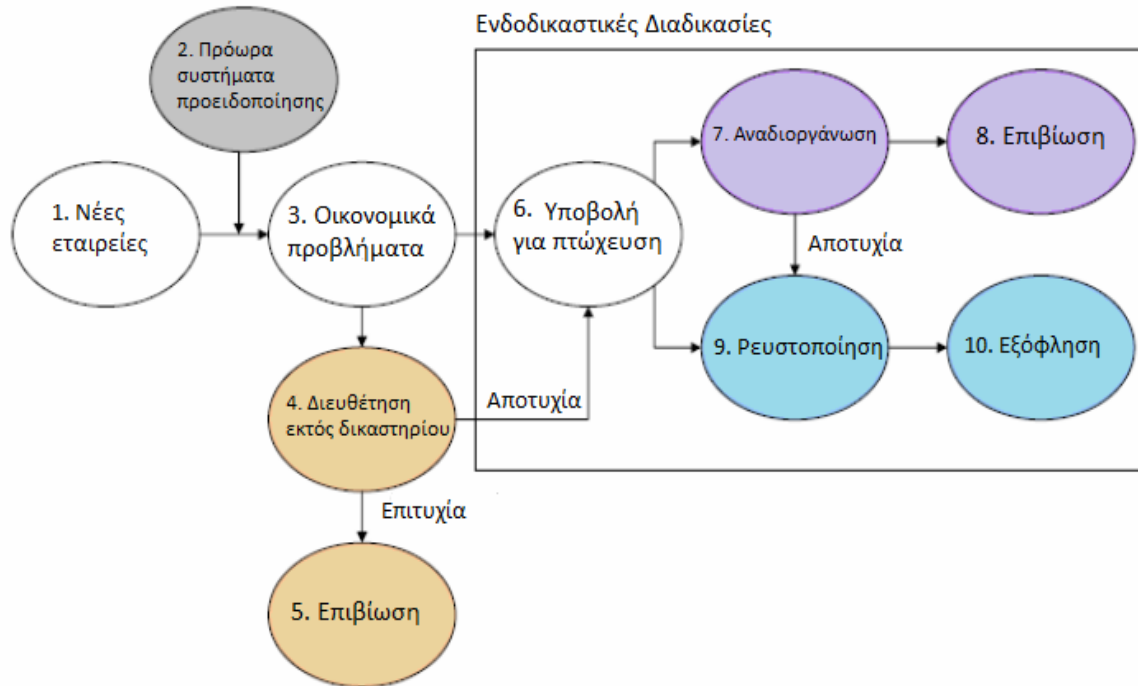 Ενδοδικαστικές Διαδικασίες
2. Πρόωρα
συστήματα
προειδοποίησης
1. Νέες
εταιρείες
3. Οικονομικά
προβλήματα
6. Υποβολή
για πτώχευση
7. Αναδιοργάνωση
8. Επιβίωση
Αποτυχία
9. Ρευστοποίηση
10. Εξόφληση
4. Διευθέτηση
εκτός δικαστηρίου
Αποτυχία
Επιτυχία
5. Επιβίωση